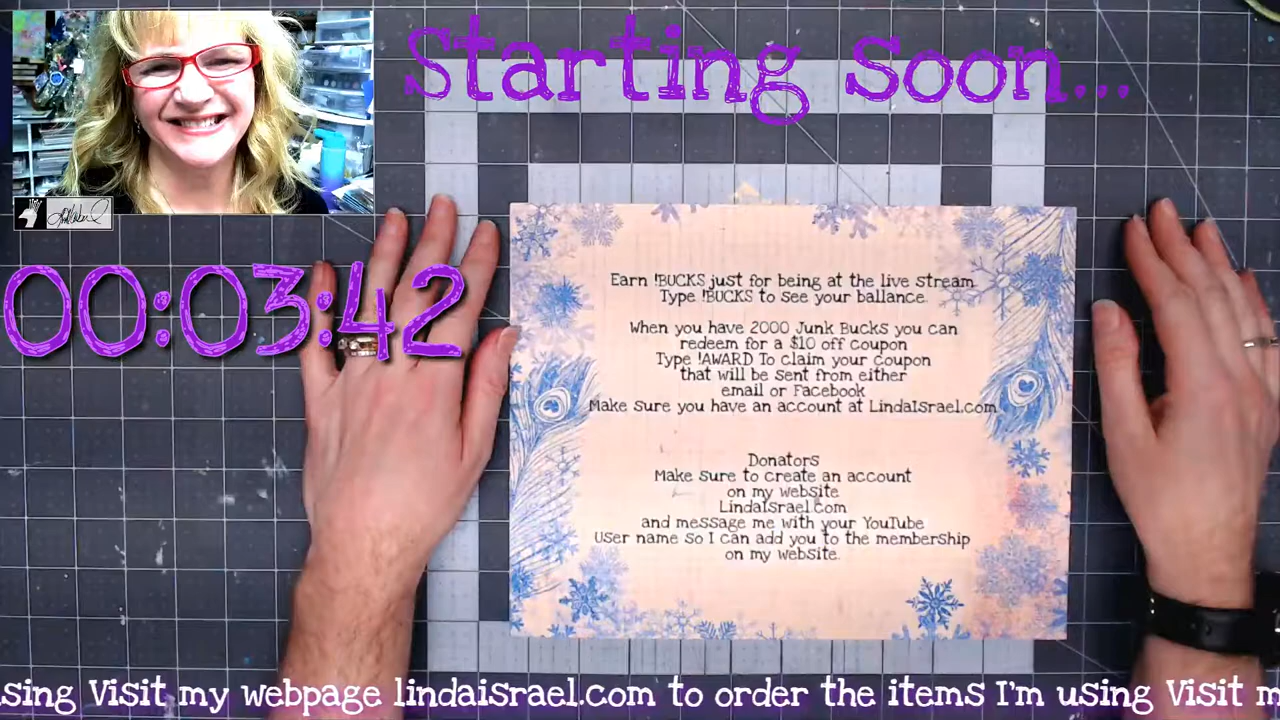 Starting Soon...
00:03:42
Earn !BUCKS just for being at the live stream
Type !BUCKS to see your ballance.
When you have 2000 Junk Bucks you can
redeem for a $10 off coupon
Type !AWARD To claim your coupon
that will be sent from either
email or Facebook
Make sure you have an account at LindaIsrael.com
Donators
Make sure to create an account
on my website
LindaIsrael.com
and message me with your YouTube
User name so I can add you to the membership
on my website.
sing Visit my webpage lindaisrael.com to order the items I'm using Visit m